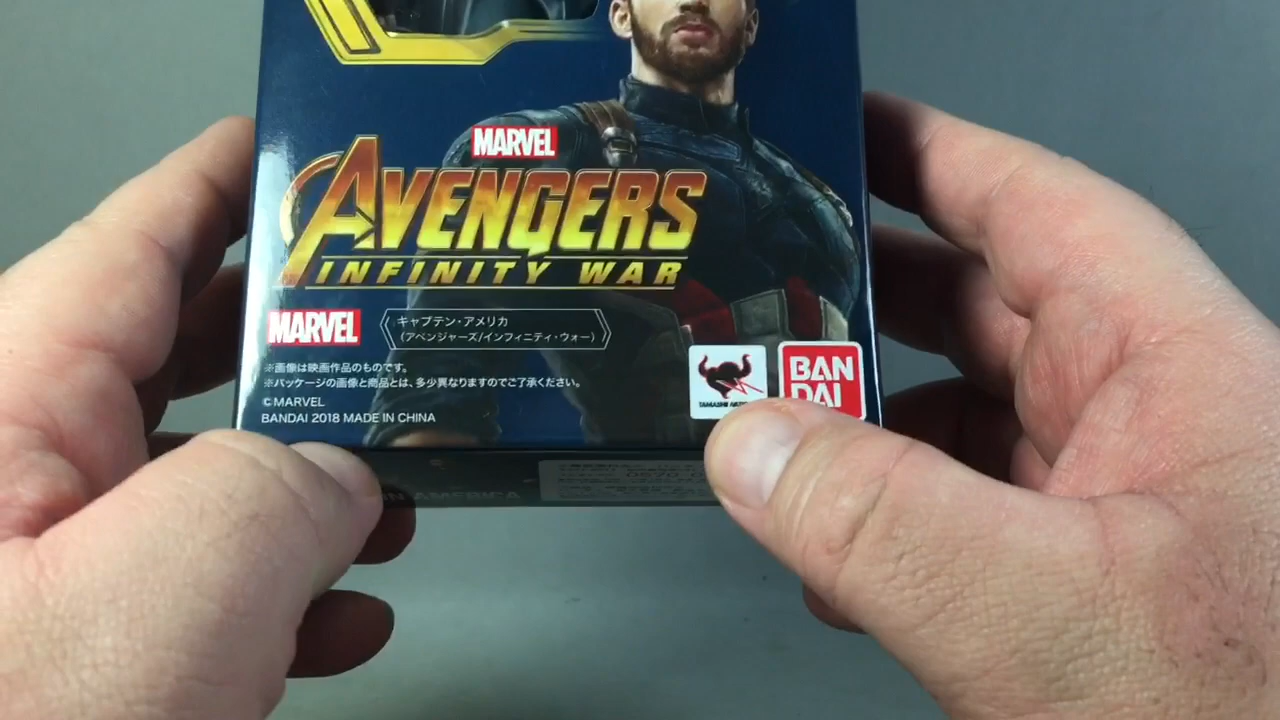 MARVEL
AVENGERS
INFINITY WAR
MARVEL
キャプテン・アメリカ
(アベンジャーズ/インフィニティ・ウォー)
※画像は映画作品のものです。
※パッケージの画像と商品とは、多少異なりますのでご了承ください。
© MARVEL
BANDAI 2018 MADE IN CHINA
BAN
DAI
TAMASHII
AMERICA